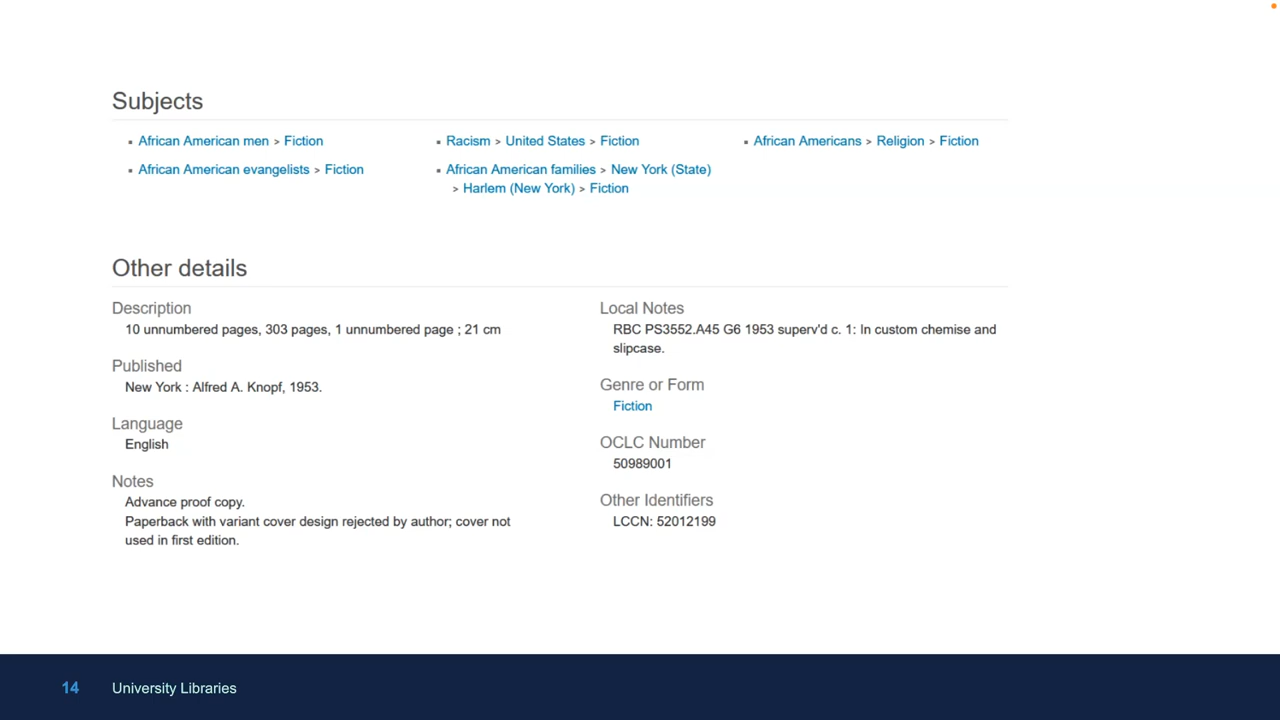 Subjects
African American men > Fiction
Racism > United States > Fiction
African Americans > Religion > Fiction
African American evangelists > Fiction
African American families > New York (State)
> Harlem (New York) > Fiction
Other details
Description
10 unnumbered pages, 303 pages, 1 unnumbered page ; 21 cm
Published
New York : Alfred A. Knopf, 1953.
Language
English
Notes
Advance proof copy.
Paperback with variant cover design rejected by author; cover not
used in first edition.
Local Notes
RBC PS3552.A45 G6 1953 superv'd c. 1: In custom chemise and
slipcase.
Genre or Form
Fiction
OCLC Number
50989001
Other Identifiers
LCCN: 52012199
14 University Libraries